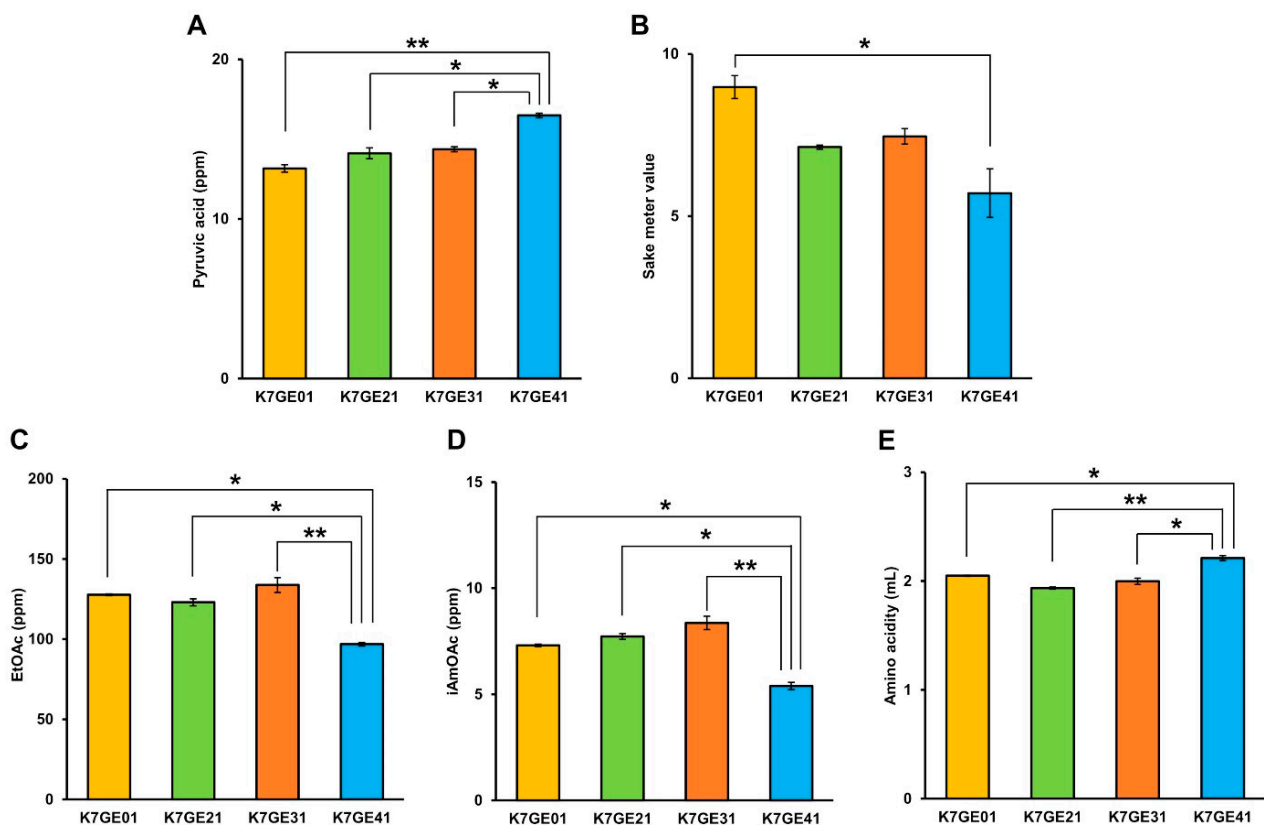 A
Pyruvic acid (ppm)
20
10
0
**
*
*
K7GE01 K7GE21 K7GE31 K7GE41
B
Sake meter value
10
5
0
*
K7GE01 K7GE21 K7GE31 K7GE41
C
EtOAc (ppm)
200
150
100
50
0
*
*
**
K7GE01 K7GE21 K7GE31 K7GE41
D
iAmOAc (ppm)
15
10
5
0
*
*
**
K7GE01 K7GE21 K7GE31 K7GE41
E
Amino acidity (mL)
3
2
1
0
*
**
*
K7GE01 K7GE21 K7GE31 K7GE41